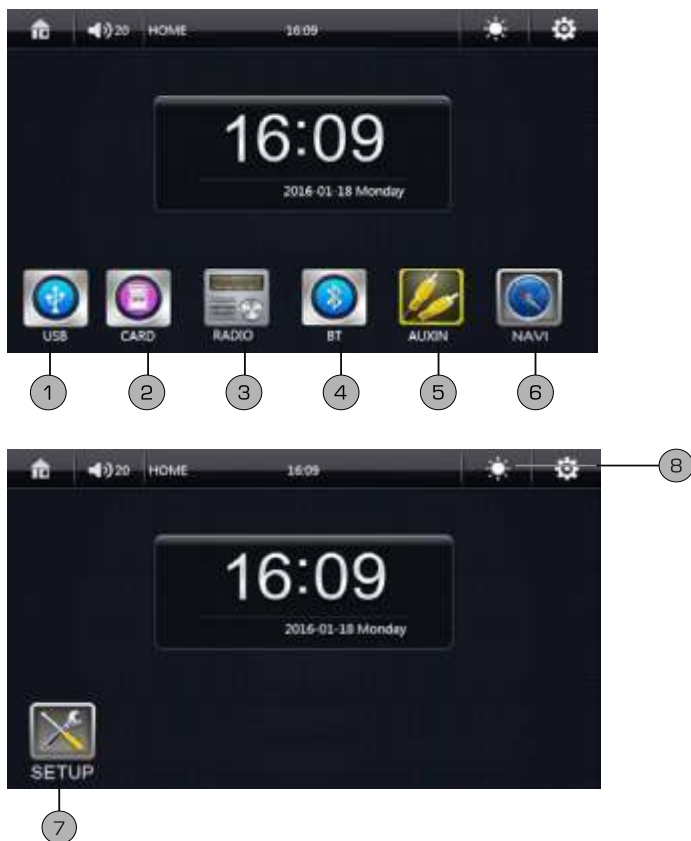 20 HOME 16:09
16:09
2016-01-18 Monday
USB CARD RADIO BT AUXIN NAVI
1 2 3 4 5 6
20 HOME 16:09
8
16:09
2016-01-18 Monday
SETUP
7